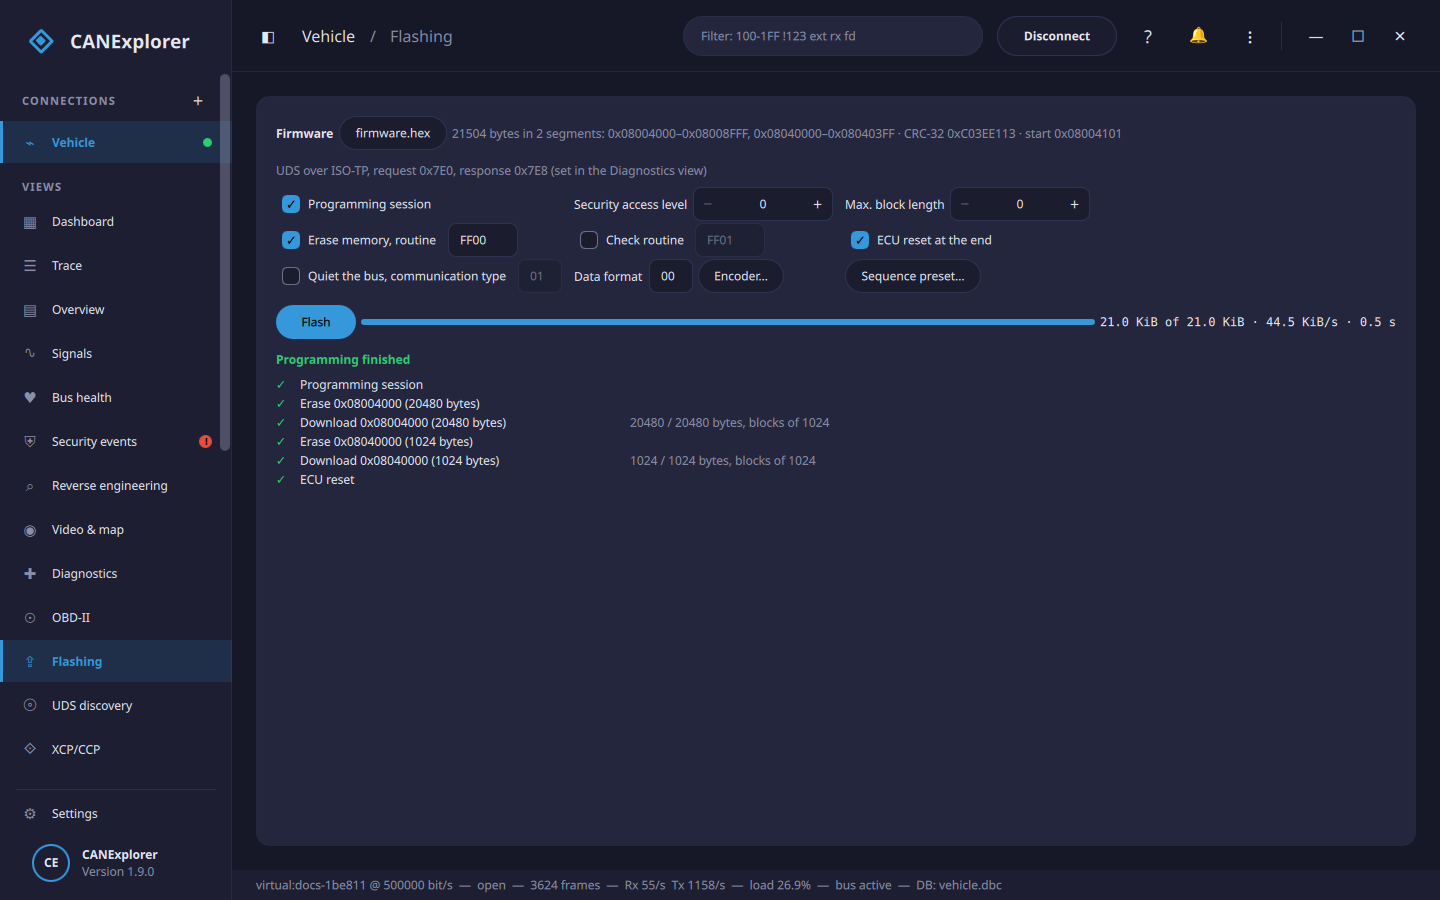 CANExplorer
Vehicle / Flashing
Filter: 100-1FF !123 ext rx fd
Disconnect
?
CONNECTIONS +
Vehicle
VIEWS
Dashboard
Trace
Overview
Signals
Bus health
Security events !
Reverse engineering
Video & map
Diagnostics
OBD-II
Flashing
UDS discovery
XCP/CCP
Settings
CE
CANExplorer
Version 1.9.0
Firmware firmware.hex 21504 bytes in 2 segments: 0x08004000–0x08008FFF, 0x08040000–0x080403FF · CRC-32 0xC03EE113 · start 0x08004101
UDS over ISO-TP, request 0x7E0, response 0x7E8 (set in the Diagnostics view)
✓ Programming session Security access level − 0 + Max. block length − 0 +
✓ Erase memory, routine FF00 Check routine FF01 ✓ ECU reset at the end
Quiet the bus, communication type 01 Data format 00 Encoder... Sequence preset...
Flash 21.0 KiB of 21.0 KiB · 44.5 KiB/s · 0.5 s
Programming finished
✓ Programming session
✓ Erase 0x08004000 (20480 bytes)
✓ Download 0x08004000 (20480 bytes) 20480 / 20480 bytes, blocks of 1024
✓ Erase 0x08040000 (1024 bytes)
✓ Download 0x08040000 (1024 bytes) 1024 / 1024 bytes, blocks of 1024
✓ ECU reset
virtual:docs-1be811 @ 500000 bit/s — open — 3624 frames — Rx 55/s Tx 1158/s — load 26.9% — bus active — DB: vehicle.dbc